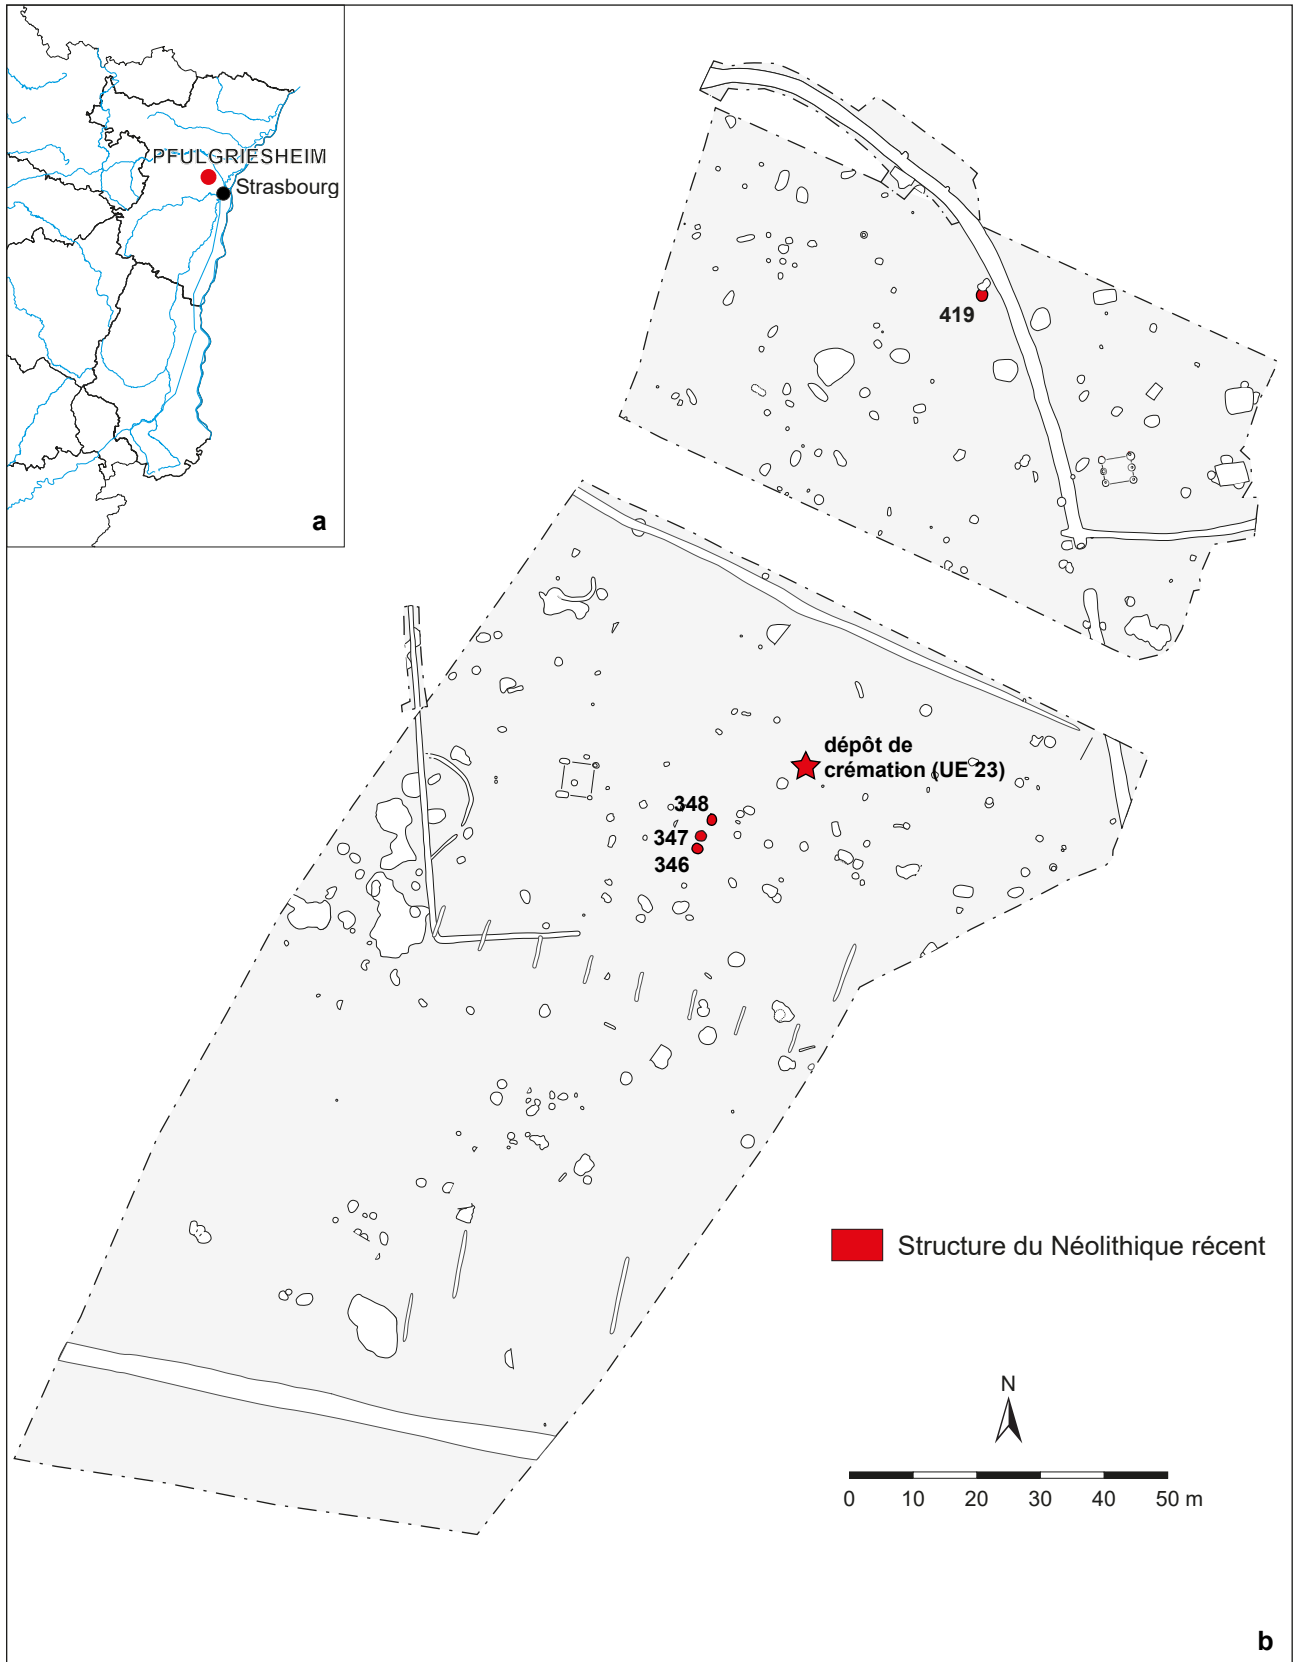 PFULGRIESHEIM
Strasbourg
a
419
dépôt de
crémation (UE 23)
348
347
346
Structure du Néolithique récent
N
0 10 20 30 40 50 m
b